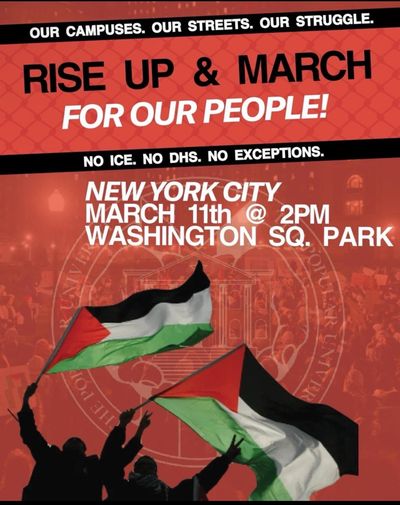 OUR CAMPUSES. OUR STREETS. OUR STRUGGLE.
RISE UP & MARCH
FOR OUR PEOPLE!
NO ICE. NO DHS. NO EXCEPTIONS.
NEW YORK CITY
MARCH 11th @ 2PM
WASHINGTON SQ. PARK